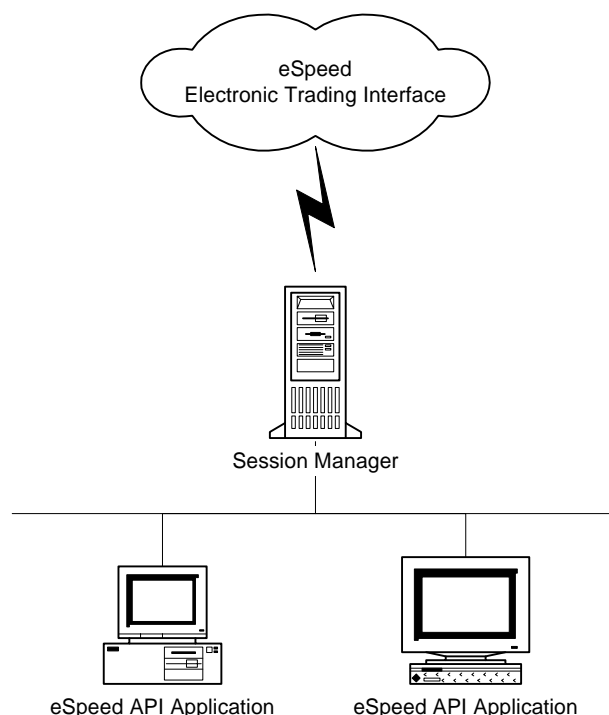 eSpeed
Electronic Trading Interface
Session Manager
eSpeed API Application
eSpeed API Application